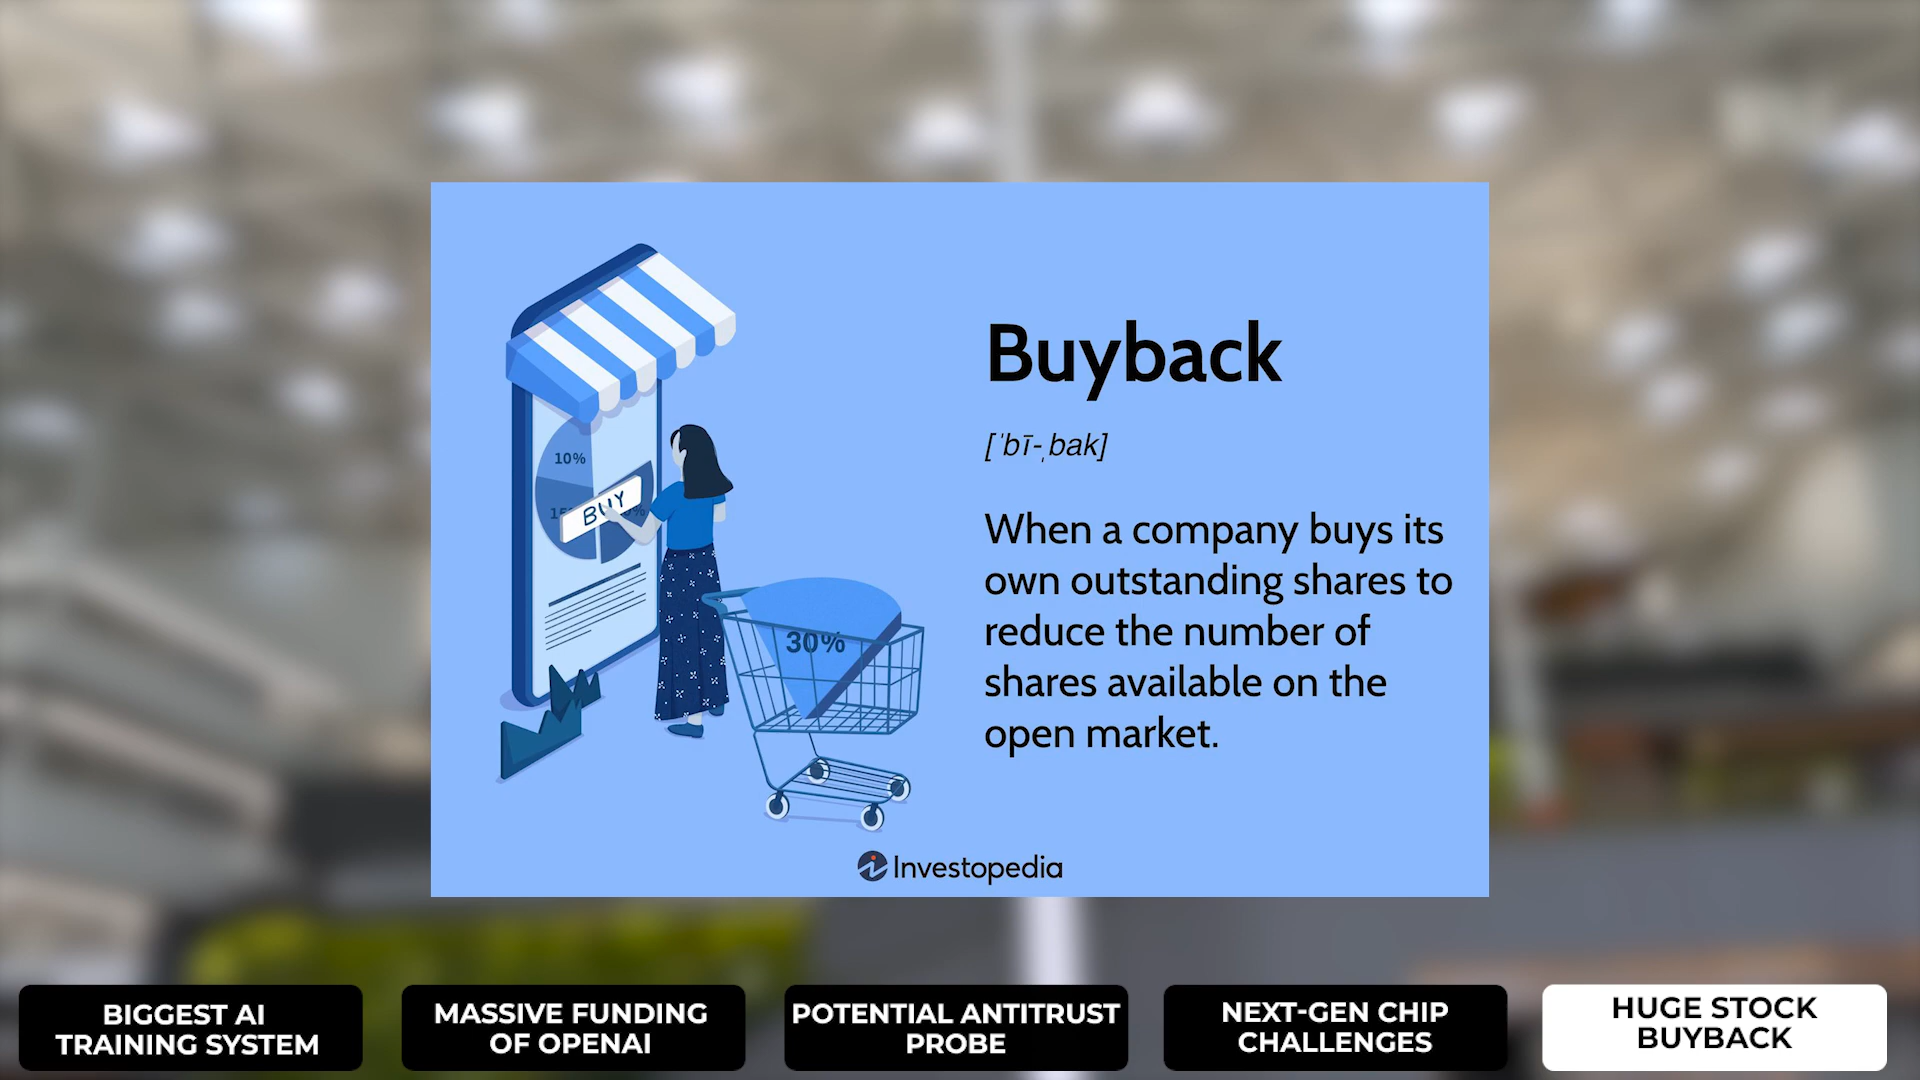 10%
BUY
30%
Buyback
[ˈbī-ˌbak]
When a company buys its
own outstanding shares to
reduce the number of
shares available on the
open market.
Investopedia
BIGGEST AI
TRAINING SYSTEM
MASSIVE FUNDING
OF OPENAI
POTENTIAL ANTITRUST
PROBE
NEXT-GEN CHIP
CHALLENGES
HUGE STOCK
BUYBACK